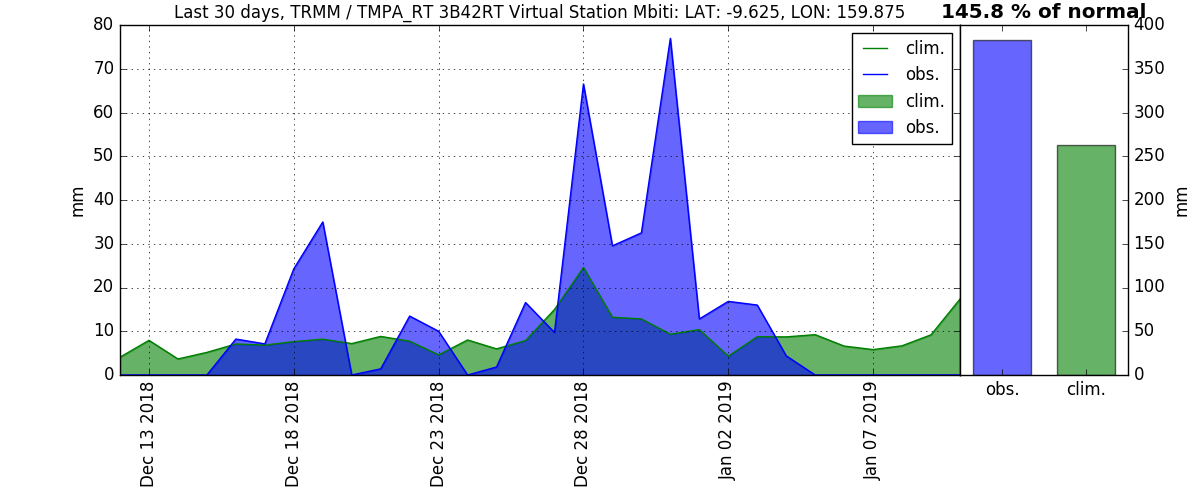 Last 30 days, TRMM / TMPA_RT 3B42RT Virtual Station Mbiti: LAT: -9.625, LON: 159.875
145.8 % of normal
80
70
60
50
40
30
20
10
0
mm
clim.
obs.
clim.
obs.
Dec 13 2018
Dec 18 2018
Dec 23 2018
Dec 28 2018
Jan 02 2019
Jan 07 2019
400
350
300
250
200
150
100
50
0
mm
obs.
clim.